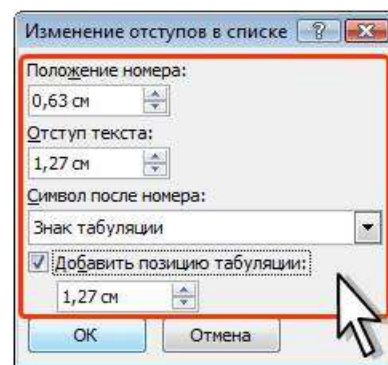 Изменение отступов в списке
Положение номера:
0,63 см
Отступ текста:
1,27 см
Символ после номера:
Знак табуляции
Добавить позицию табуляции:
1,27 см
ОК Отмена